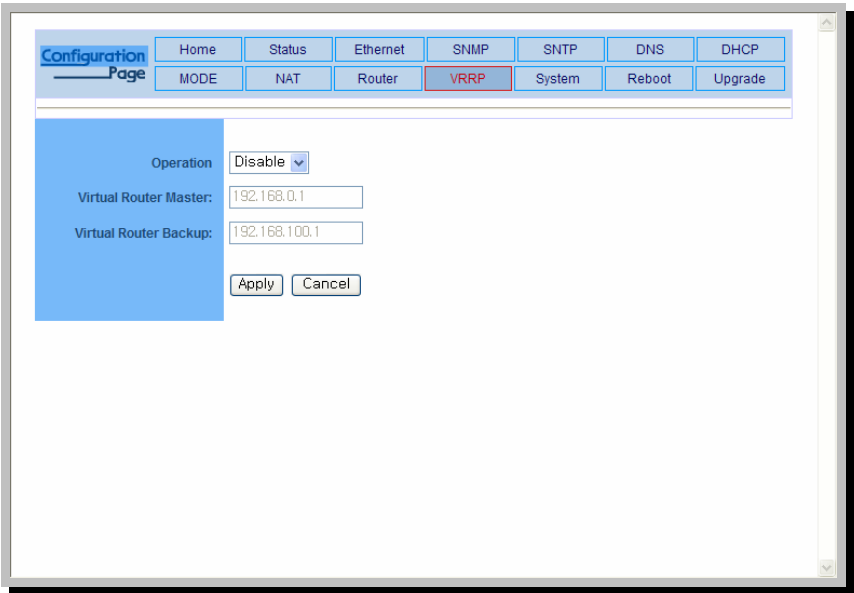 Configuration Page
Home Status Ethernet SNMP SNTP DNS DHCP
MODE NAT Router VRRP System Reboot Upgrade
Operation Disable
Virtual Router Master: 192.168.0.1
Virtual Router Backup: 192.168.100.1
Apply Cancel